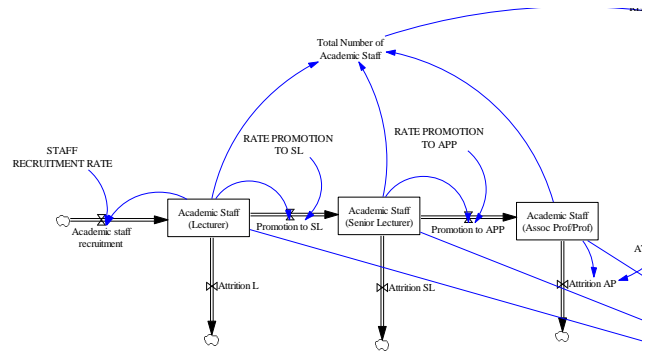 Total Number of
Academic Staff
STAFF
RECRUITMENT RATE
RATE PROMOTION
TO SL
RATE PROMOTION
TO APP
Academic Staff
(Lecturer)
Academic Staff
(Senior Lecturer)
Academic Staff
(Assoc Prof/Prof)
Academic staff
recruitment
Promotion to SL
Promotion to APP
Attrition L
Attrition SL
Attrition AP